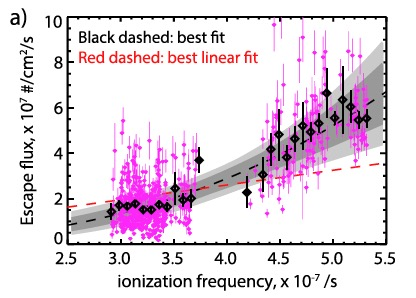 a)
Black dashed: best fit
Red dashed: best linear fit
Escape flux, x 10⁷ #/cm²/s
10
8
6
4
2
0
2.5 3.0 3.5 4.0 4.5 5.0 5.5
ionization frequency, x 10⁻⁷ /s